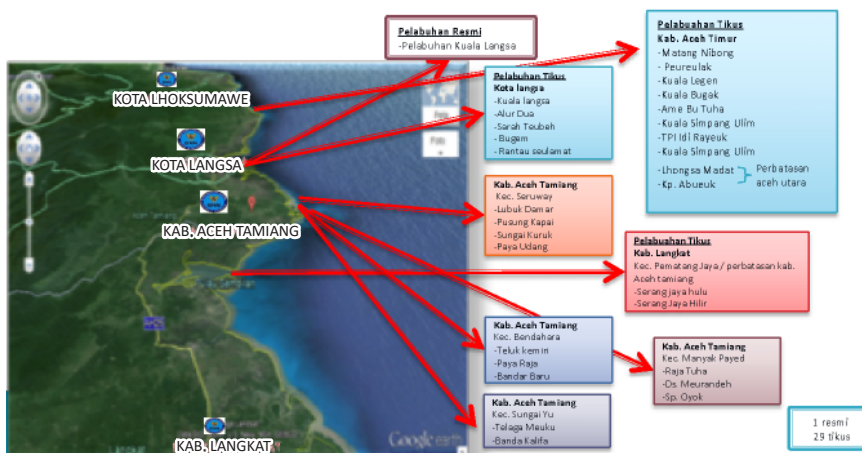 Pelabuhan Resmi
-Pelabuhan Kuala Langsa
Pelabuahan Tikus
Kab. Aceh Timur
-Matang Nibong
- Peureulak
-Kuala Legen
-Kuala Bugak
-Ame Bu Tuha
-Kuala Simpang Ulim
-TPI Idi Rayeuk
-Kuala Simpang Ulim
-Lhongsa Madat
-Kp. Abueuk
Perbatasan
aceh utara
Pelabuhan Tikus
Kota langsa
-Kuala langsa
-Alur Dua
-Sarah Teubeh
- Bugem
- Rantau seulamat
KOTA LHOKSUMAWE
KOTA LANGSA
KAB. ACEH TAMIANG
KAB. LANGKAT
Kab. Aceh Tamiang
Kec. Seruway
-Lubuk Damar
-Pusung Kapai
-Sungai Kuruk
-Paya Udang
Pelabuahan Tikus
Kab. Langkat
Kec. Pematang Jaya / perbatasan kab.
Aceh tamiang
-Serang jaya hulu
-Serang Jaya Hilir
Kab. Aceh Tamiang
Kec. Bendahara
-Teluk kemiri
-Paya Raja
-Bandar Baru
Kab. Aceh Tamiang
Kec. Manyak Payed
-Raja Tuha
-Ds. Meurandeh
-Sp. Oyok
Kab. Aceh Tamiang
Kec. Sungai Yu
-Telaga Meuku
-Banda Kalifa
Google earth
1 resmi
29 tikus